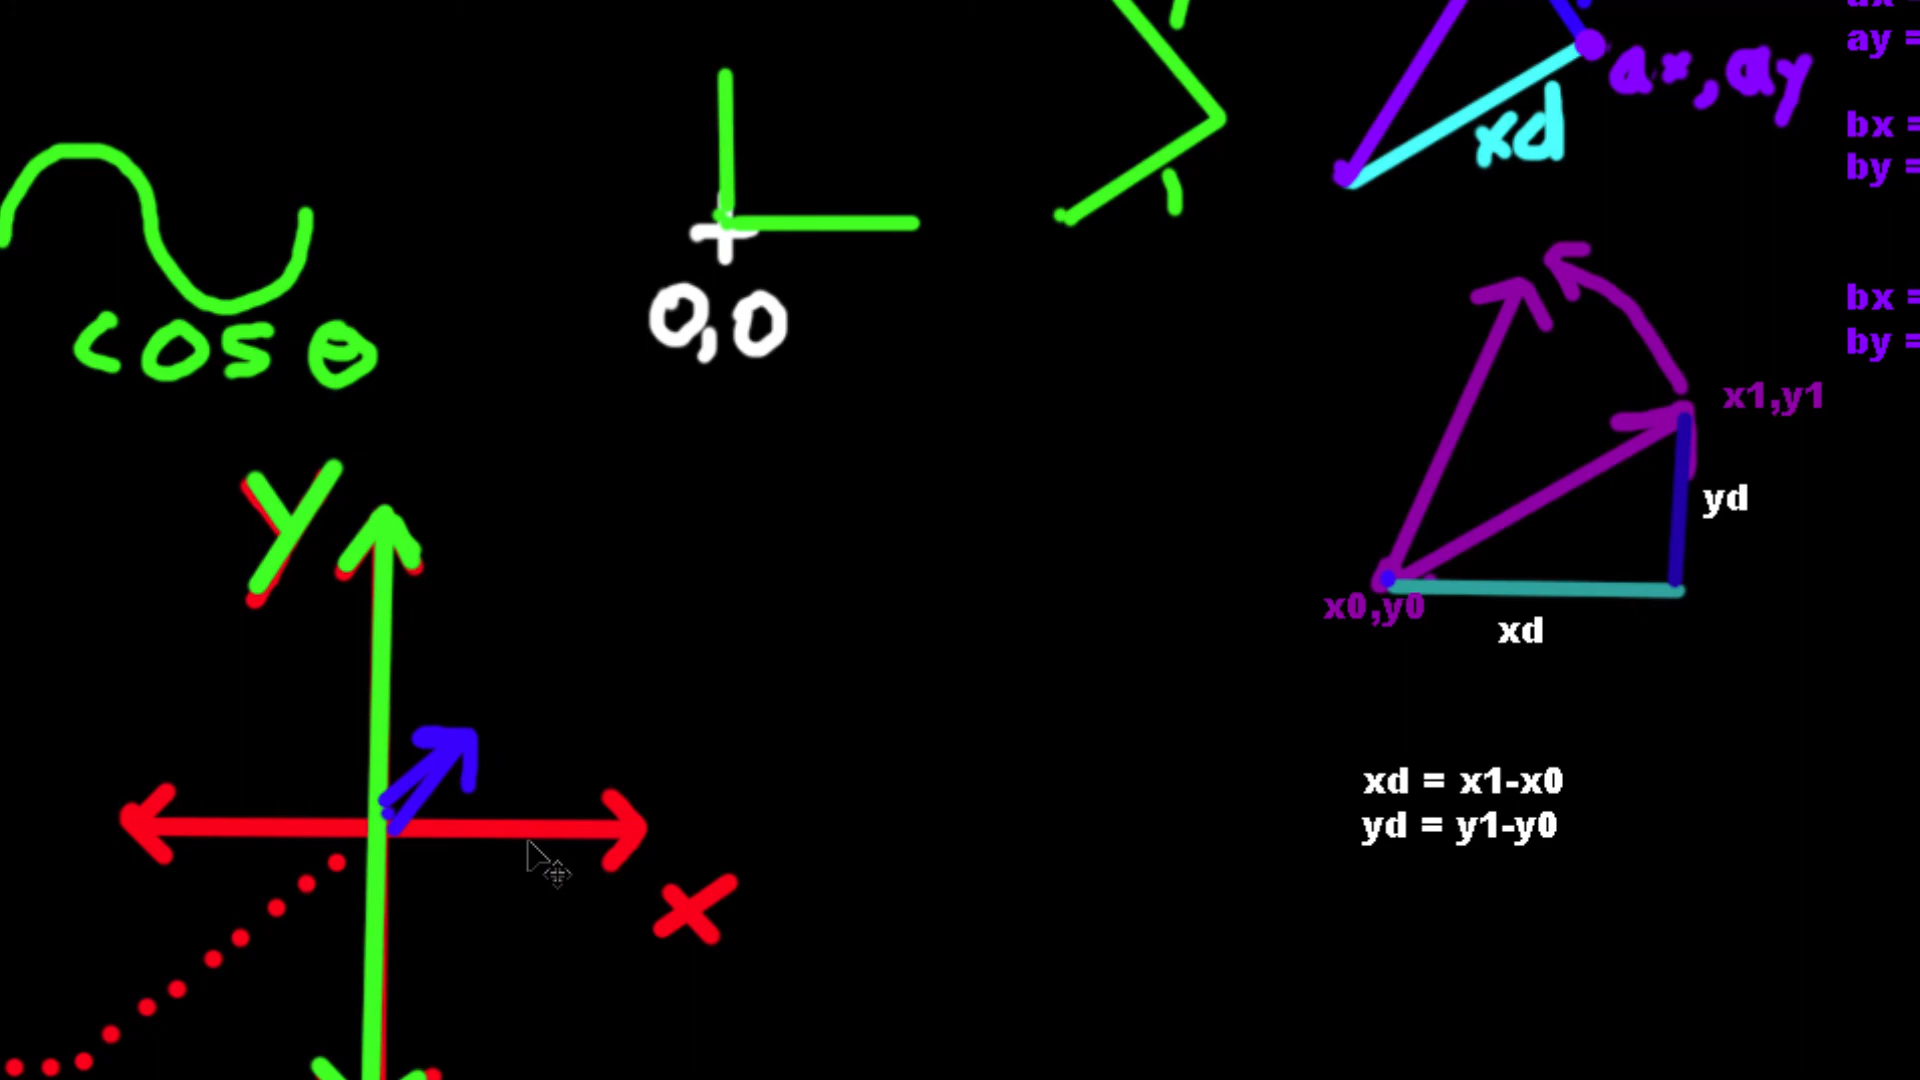 ay =
ax, ay
xd
bx =
by =
cos θ
0,0
bx =
by =
x1,y1
Y
yd
x0,y0
xd
xd = x1-x0
yd = y1-y0
x